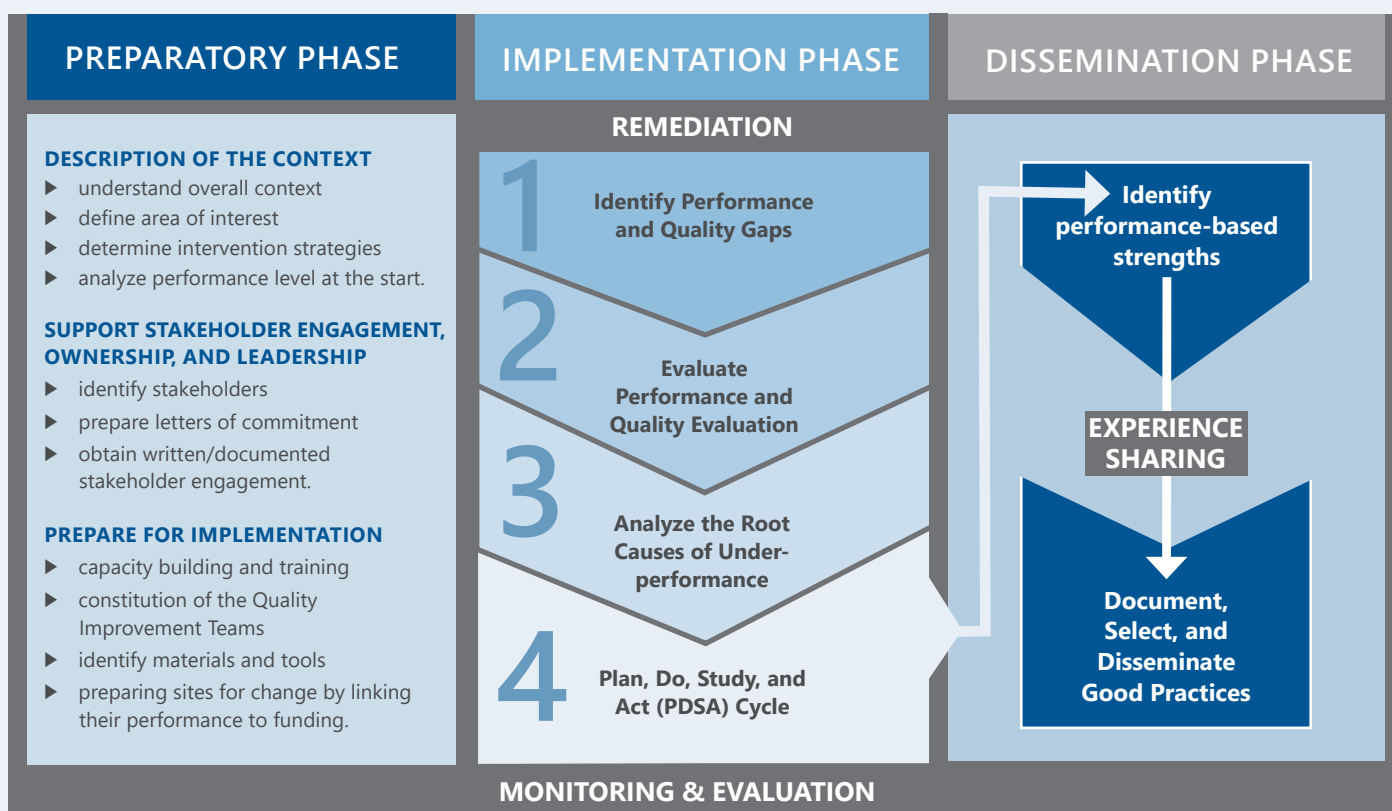 PREPARATORY PHASE
DESCRIPTION OF THE CONTEXT
▶ understand overall context
▶ define area of interest
▶ determine intervention strategies
▶ analyze performance level at the start.
SUPPORT STAKEHOLDER ENGAGEMENT,
OWNERSHIP, AND LEADERSHIP
▶ identify stakeholders
▶ prepare letters of commitment
▶ obtain written/documented
stakeholder engagement.
PREPARE FOR IMPLEMENTATION
▶ capacity building and training
▶ constitution of the Quality
Improvement Teams
▶ identify materials and tools
▶ preparing sites for change by linking
their performance to funding.
IMPLEMENTATION PHASE
REMEDIATION
1
Identify Performance
and Quality Gaps
2
Evaluate
Performance and
Quality Evaluation
3
Analyze the Root
Causes of Under-
performance
4
Plan, Do, Study, and
Act (PDSA) Cycle
DISSEMINATION PHASE
Identify
performance-based
strengths
EXPERIENCE
SHARING
Document,
Select, and
Disseminate
Good Practices
MONITORING & EVALUATION